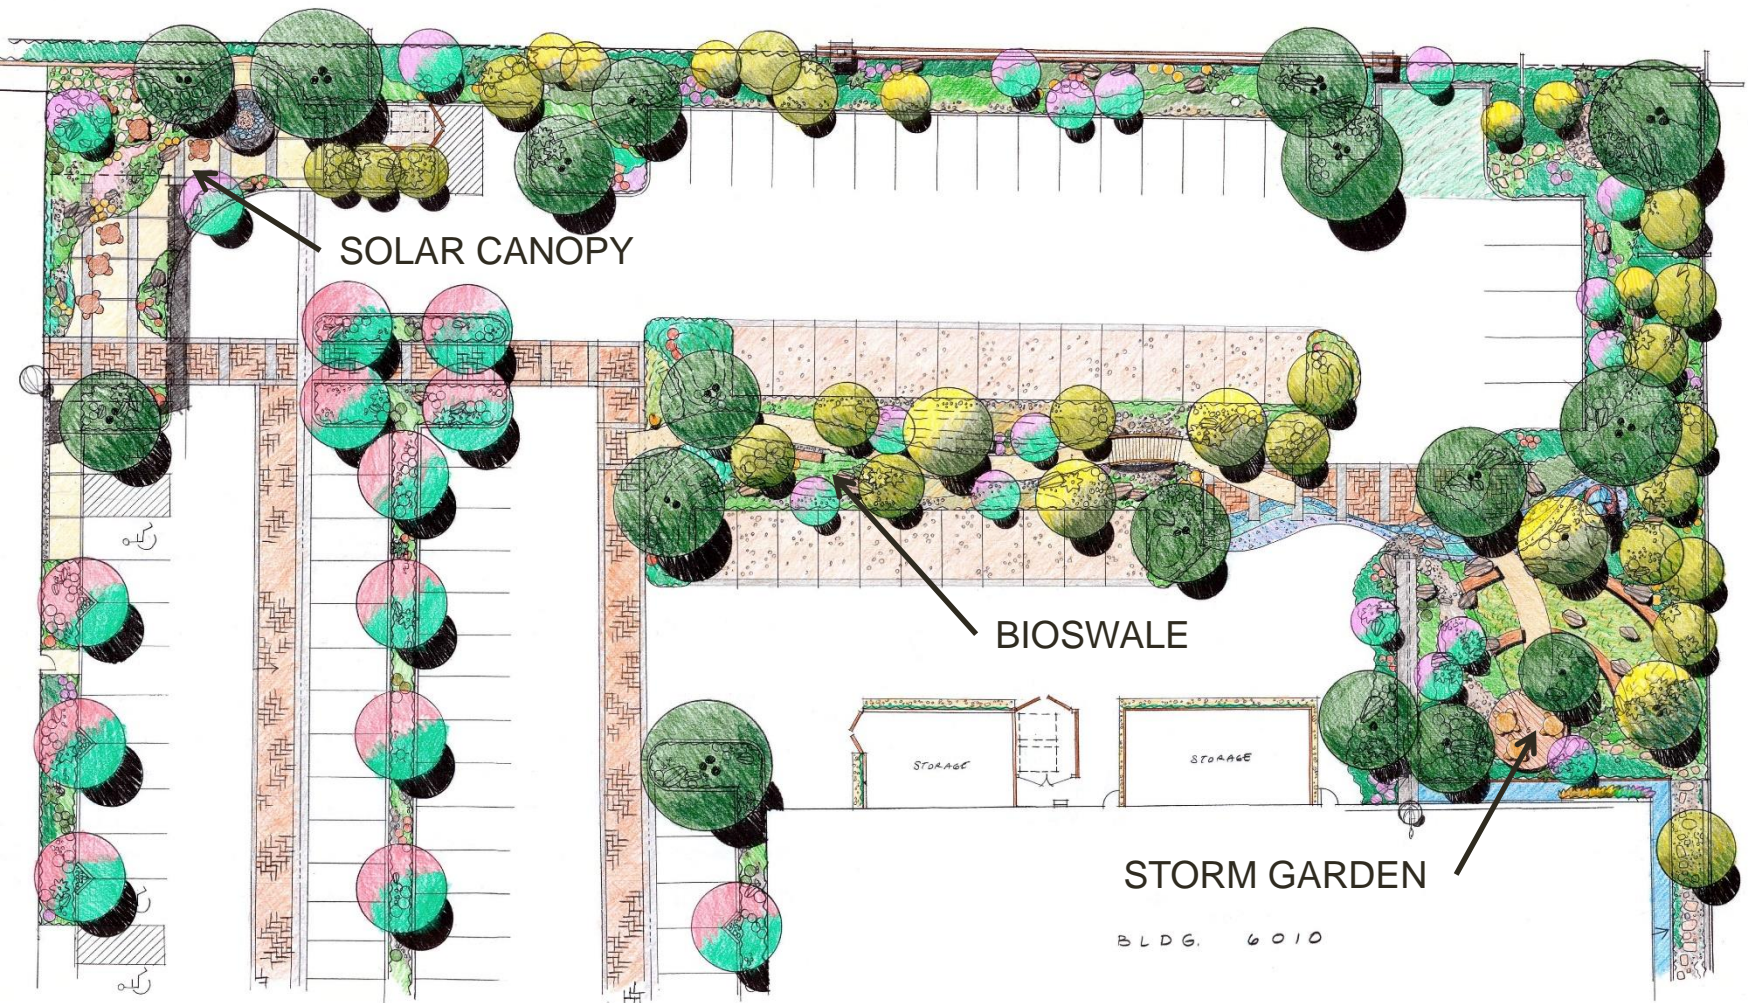 SOLAR CANOPY
BIOSWALE
STORAGE
STORAGE
STORM GARDEN
BLDG. 6010